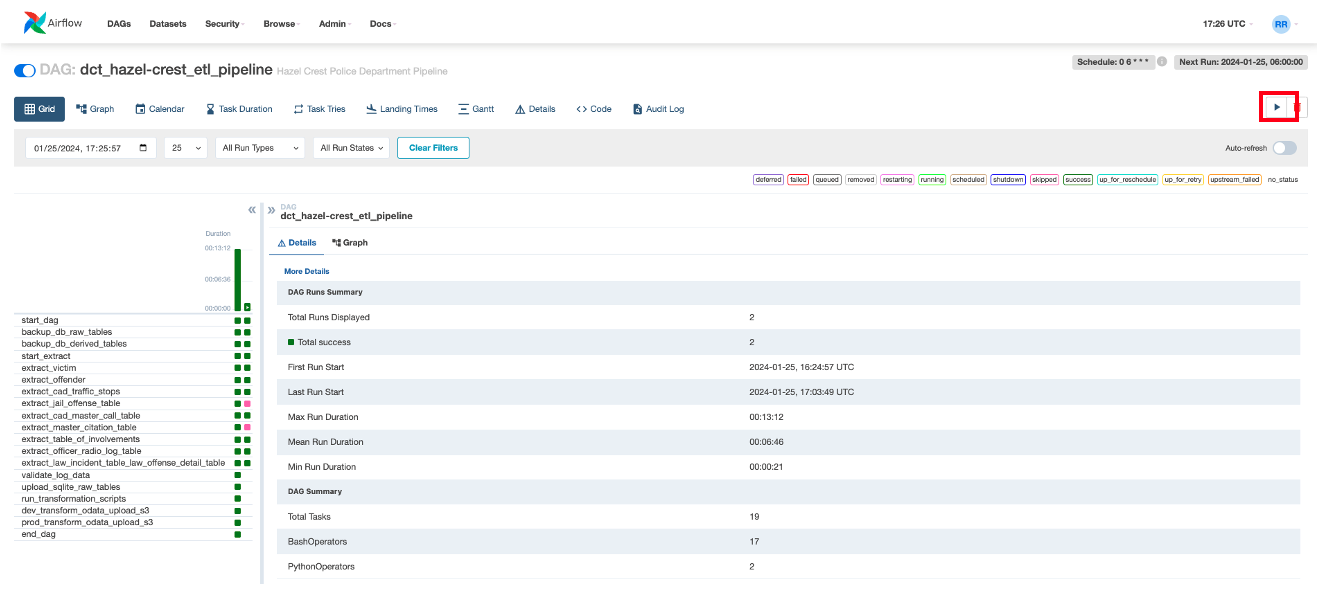 Airflow DAGs Datasets Security Browse Admin Docs 17:26 UTC RR
DAG: dct_hazel-crest_etl_pipeline Hazel Crest Police Department Pipeline Schedule: 0 6 * * * Next Run: 2024-01-25, 06:00:00
Grid Graph Calendar Task Duration Task Tries Landing Times Gantt Details Code Audit Log
01/25/2024, 17:25:57 25 All Run Types All Run States Clear Filters Auto-refresh
deferred failed queued removed restarting running scheduled shutdown skipped success up_for_reschedule up_for_retry upstream_failed no_status
Duration
00:13:12
00:06:36
00:00:00
start_dag
backup_db_raw_tables
backup_db_derived_tables
start_extract
extract_victim
extract_offender
extract_cad_traffic_stops
extract_jail_offense_table
extract_cad_master_call_table
extract_master_citation_table
extract_table_of_involvements
extract_officer_radio_log_table
extract_law_incident_table_law_offense_detail_table
validate_log_data
upload_sqlite_raw_tables
run_transformation_scripts
dev_transform_odata_upload_s3
prod_transform_odata_upload_s3
end_dag
DAG
dct_hazel-crest_etl_pipeline
Details Graph
More Details
DAG Runs Summary
Total Runs Displayed 2
Total success 2
First Run Start 2024-01-25, 16:24:57 UTC
Last Run Start 2024-01-25, 17:03:49 UTC
Max Run Duration 00:13:12
Mean Run Duration 00:06:46
Min Run Duration 00:00:21
DAG Summary
Total Tasks 19
BashOperators 17
PythonOperators 2